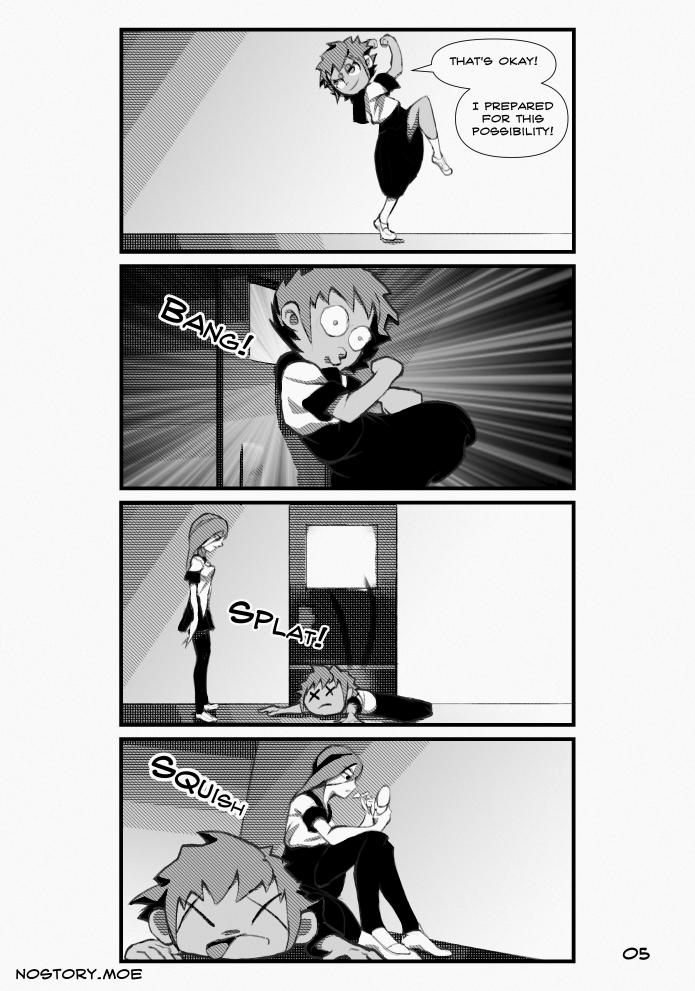 THAT'S OKAY!
I PREPARED
FOR THIS
POSSIBILITY!
BANG!
SPLAT!
SQUISH
05
NOSTORY.MOE